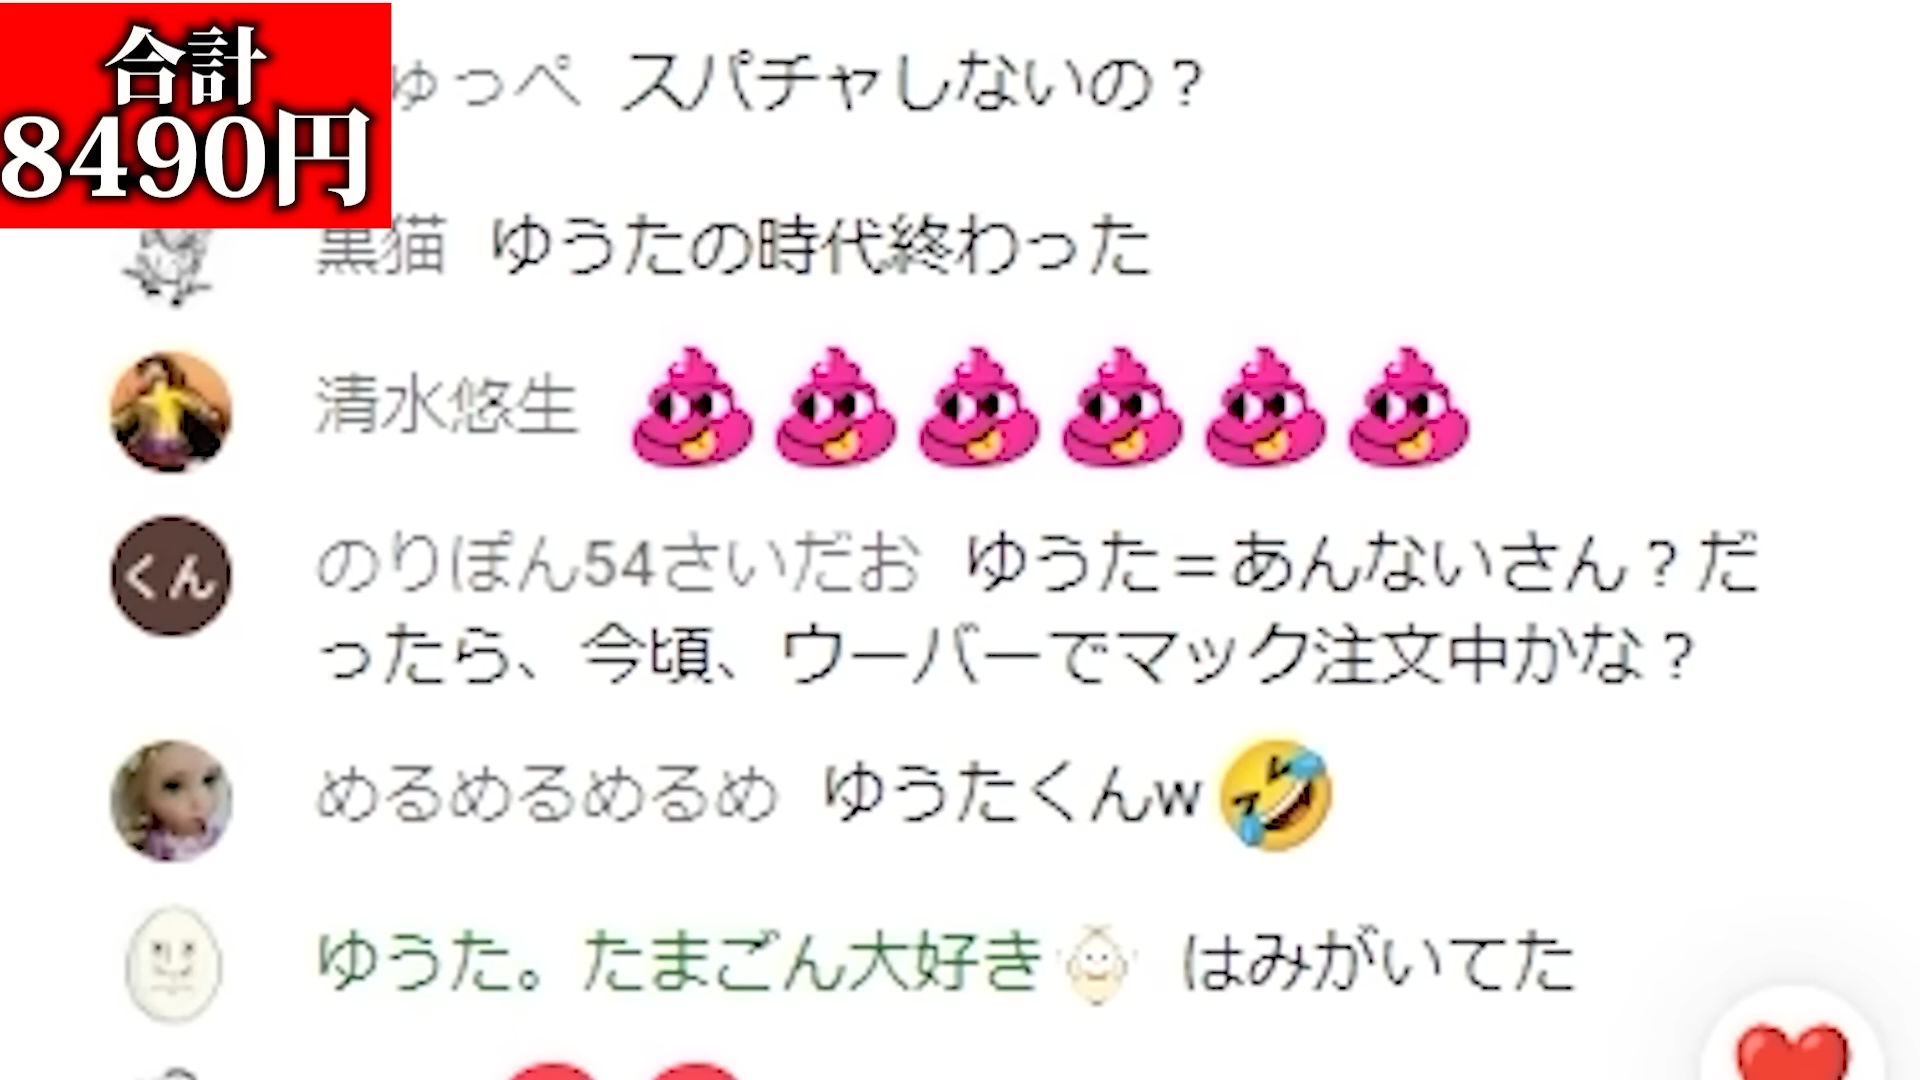 合計
8490円
ゅっぺ スパチャしないの？
黒猫 ゆうたの時代終わった
清水悠生
くん
のりぽん54さいだお ゆうた＝あんないさん？だ
ったら、今頃、ウーバーでマック注文中かな？
めるめるめるめ ゆうたくんw
ゆうた。たまごん大好き はみがいてた